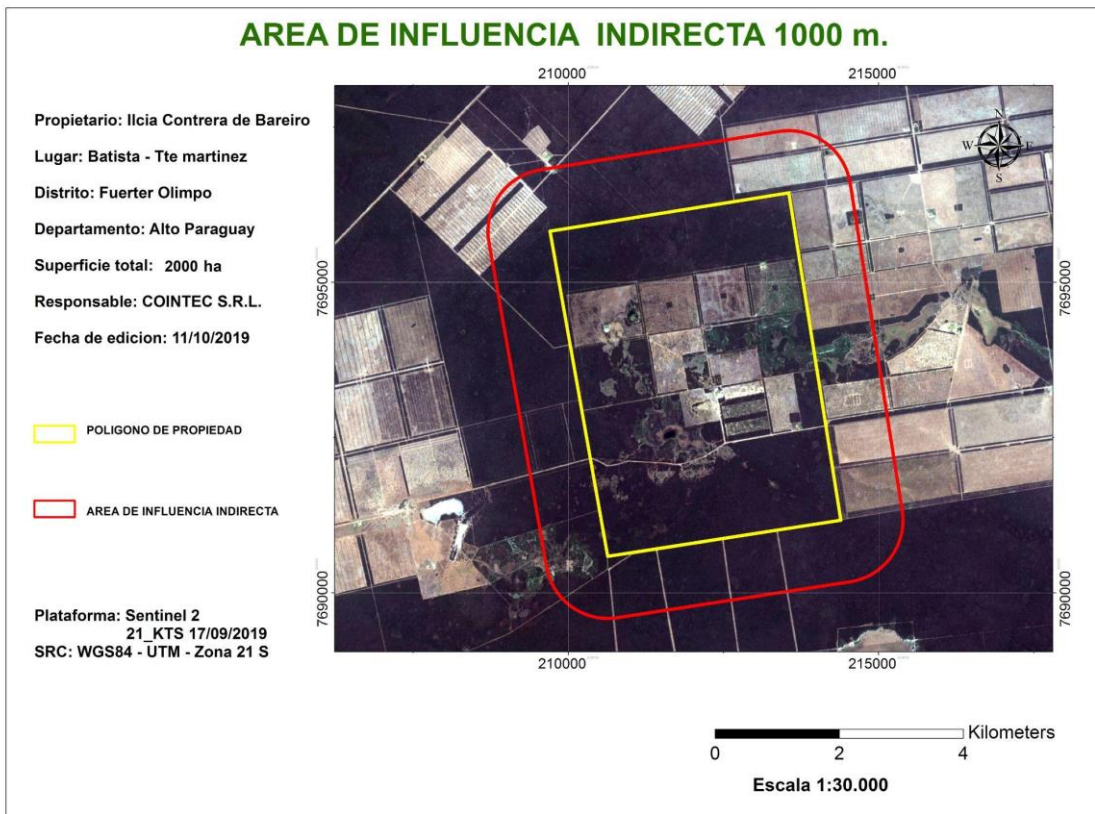 AREA DE INFLUENCIA INDIRECTA 1000 m.
Propietario: Ilcia Contrera de Bareiro
Lugar: Batista - Tte martinez
Distrito: Fuerter Olimpo
Departamento: Alto Paraguay
Superficie total: 2000 ha
Responsable: COINTEC S.R.L.
Fecha de edicion: 11/10/2019
POLIGONO DE PROPIEDAD
AREA DE INFLUENCIA INDIRECTA
Plataforma: Sentinel 2
21_KTS 17/09/2019
SRC: WGS84 - UTM - Zona 21 S
210000
215000
N
W E
S
7695000
7695000
7690000
7690000
210000
215000
Kilometers
0 2 4
Escala 1:30.000